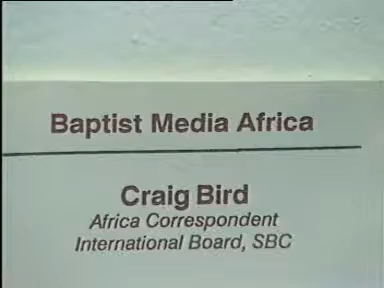 Baptist Media Africa
Craig Bird
Africa Correspondent
International Board, SBC